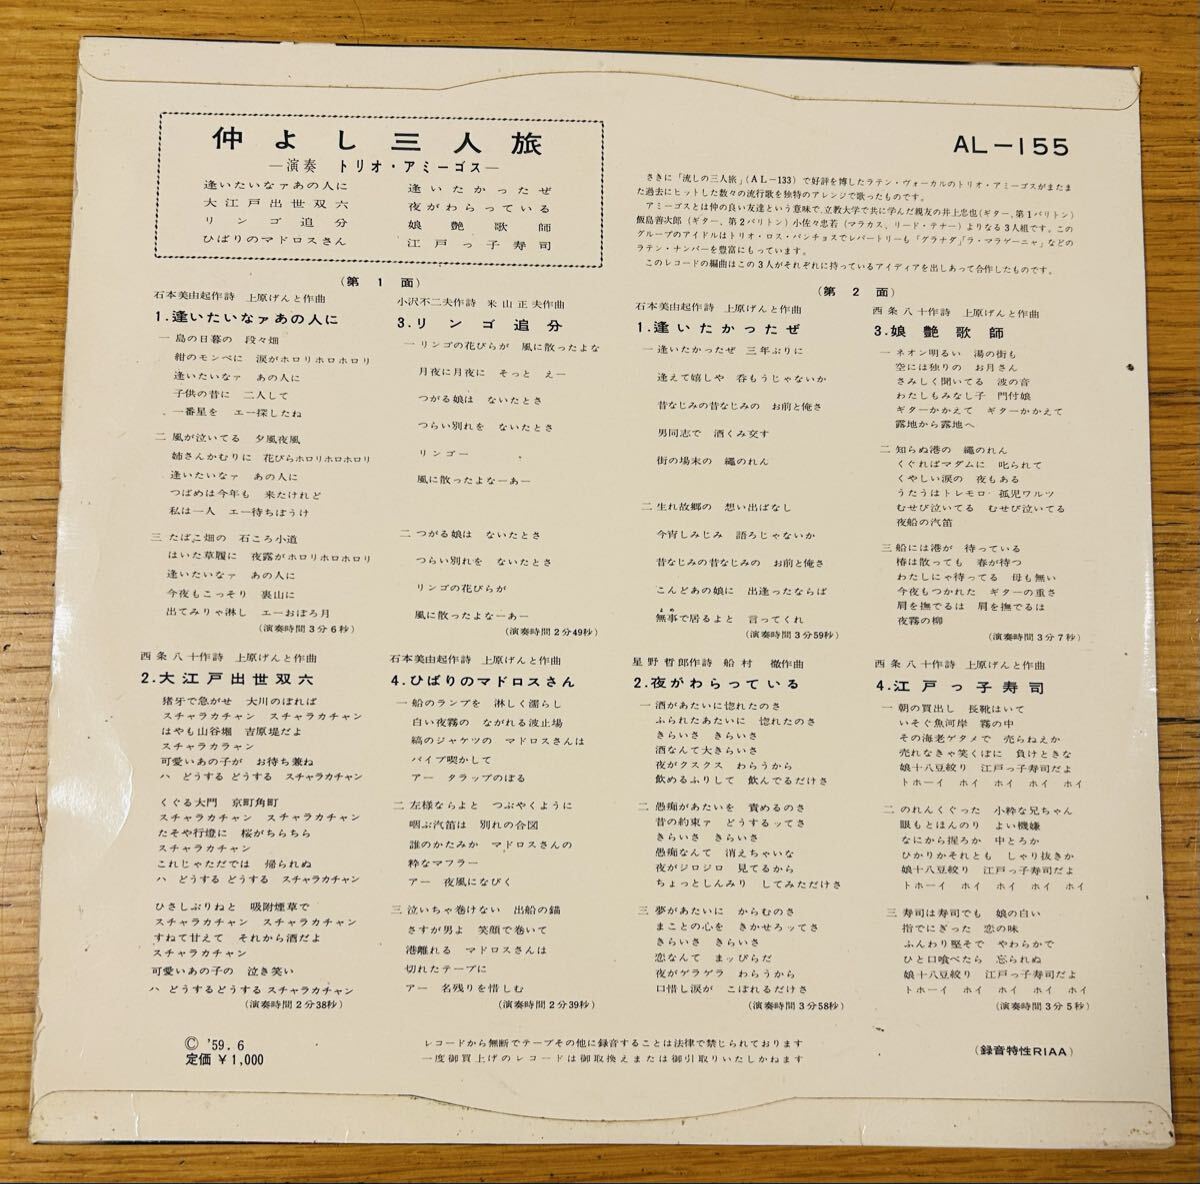 仲よし三人旅
―演奏 トリオ・アミーゴス―
逢いたいなァあの人に
大江戸出世双六
リンゴ追分
ひばりのマドロスさん
逢いたかったぜ
夜がわらっている
娘艶歌師
江戸っ子寿司
AL-155
さきに「流しの三人旅」(AL-133)で好評を博したラテン・ヴォーカルのトリオ・アミーゴスがまたま
た過去にヒットした数々の流行歌を独特のアレンジで歌ったものです。
アミーゴスとは仲の良い友達という意味で、立教大学で共に学んだ親友の井上忠也(ギター、第1バリトン)
飯島善次郎(ギター、第2バリトン)小佐々忠若(マラカス、リード・テナー)よりなる3人組です。この
グループのアイドルはトリオ・ロス・パンチョスでレパートリーも「グラナダ」「ラ・マラゲーニャ」などの
ラテン・ナンバーを豊富にもっています。
このレコードの編曲はこの3人がそれぞれに持っているアイディアを出しあって合作したものです。
(第1面)
石本美由起作詩 上原げんと作曲
1.逢いたいなァあの人に
一 島の日暮の 段々畑
紺のモンペに 涙がホロリホロホロリ
逢いたいなァ あの人に
子供の昔に 二人して
一番星を エー探したね
二 風が泣いてる 夕風夜風
姉さんかむりに 花びらホロリホロホロリ
逢いたいなァ あの人に
つばめは今年も 来たけれど
私は一人 エー待ちぼうけ
三 たばこ畑の 石ころ小道
はいた草履に 夜露がホロリホロホロリ
逢いたいなァ あの人に
今夜もこっそり 裏山に
出てみりゃ淋し エーおぼろ月
(演奏時間3分6秒)
西条八十作詩 上原げんと作曲
2.大江戸出世双六
猪牙で急がせ 大川のぼれば
スチャラカチャン スチャラカチャン
はやも山谷堀 吉原堤だよ
スチャラカラャン
可愛いあの子が お待ち兼ね
ハ どうする どうする スチャラカチャン
くぐる大門 京町角町
スチャラカチャン スチャラカチャン
たそや行燈に 桜がちらちら
スチャラカチャン
これじゃただでは 帰られぬ
ハ どうする どうする スチャラカチャン
ひさしぶりねと 吸附煙草で
スチャラカチャン スチャラカチャン
すねて甘えて それから酒だよ
スチャラカチャン
可愛いあの子の 泣き笑い
ハ どうするどうする スチャラカチャン
(演奏時間2分38秒)
小沢不二夫作詩 米山正夫作曲
3.リンゴ追分
一 リンゴの花びらが 風に散ったよな
月夜に月夜に そっと えー
つがる娘は ないたとさ
つらい別れを ないたとさ
リンゴー
風に散ったよなーあー
二 つがる娘は ないたとさ
つらい別れを ないたとさ
リンゴの花びらが
風に散ったよなーあー
(演奏時間2分49秒)
石本美由起作詩 上原げんと作曲
4.ひばりのマドロスさん
一 船のランプを 淋しく濡らし
白い夜霧の ながれる波止場
縞のジャケツの マドロスさんは
パイプ喫かして
アー タラップのぼる
二 左様ならよと つぶやくように
咽ぶ汽笛は 別れの合図
誰のかたみか マドロスさんの
粋なマフラー
アー 夜風になびく
三 泣いちゃ巻けない 出船の錨
さすが男よ 笑顔で巻いて
港離れる マドロスさんは
切れたテープに
アー 名残りを惜しむ
(演奏時間2分39秒)
(第2面)
石本美由起作詩 上原げんと作曲
1.逢いたかったぜ
一 逢いたかったぜ 三年ぶりに
逢えて嬉しや 呑もうじゃないか
昔なじみの昔なじみの お前と俺さ
男同志で 酒くみ交す
街の場末の 縄のれん
二 生れ故郷の 想い出ばなし
今宵しみじみ 語ろじゃないか
昔なじみの昔なじみの お前と俺さ
こんどあの娘に 出逢ったならば
無事で居るよと 言ってくれ
(演奏時間3分59秒)
星野哲郎作詩 船村 徹作曲
2.夜がわらっている
一 酒があたいに惚れたのさ
ふられたあたいに 惚れたのさ
きらいさ きらいさ
酒なんて大きらいさ
夜がクスクス わらうから
飲めるふりして 飲んでるだけさ
二 愚痴があたいを 責めるのさ
昔の約束ァ どうするッてさ
きらいさ きらいさ
愚痴なんて 消えちゃいな
夜がジロジロ 見てるから
ちょっとしんみり してみただけさ
三 夢があたいに からむのさ
まことの心を きかせろッてさ
きらいさ きらいさ
恋なんて まッぴらだ
夜がゲラゲラ わらうから
口惜し涙が こぼれるだけさ
(演奏時間3分58秒)
西条八十作詩 上原げんと作曲
3.娘艶歌師
一 ネオン明るい 湯の街も
空には独りの お月さん
さみしく聞いてる 波の音
わたしもみなし子 門付娘
ギターかかえて ギターかかえて
露地から露地へ
二 知らぬ港の 縄のれん
くぐればマダムに 叱られて
くやしい涙の 夜もある
うたうはトレモロ 孤児ワルツ
むせび泣いてる むせび泣いてる
夜船の汽笛
三 船には港が 待っている
椿は散っても 春が待つ
わたしにゃ待ってる 母も無い
今夜もつかれた ギターの重さ
肩を撫でるは 肩を撫でるは
夜霧の柳
(演奏時間3分7秒)
西条八十作詩 上原げんと作曲
4.江戸っ子寿司
一 朝の買出し 長靴はいて
いそぐ魚河岸 霧の中
その海老ゲタメで 売らねえか
売れなきゃ笑くぼに 負けときな
娘十八豆絞り 江戸っ子寿司だよ
トホーイ ホイ ホイ ホイ ホイ
二 のれんくぐった 小粋な兄ちゃん
眼もとほんのり よい機嫌
なにから握ろか 中とろか
ひかりかそれとも しゃり抜きか
娘十八豆絞り 江戸っ子寿司だよ
トホーイ ホイ ホイ ホイ ホイ
三 寿司は寿司でも 娘の白い
指でにぎった 恋の味
ふんわり堅そで やわらかで
ひと口喰べたら 忘られぬ
娘十八豆絞り 江戸っ子寿司だよ
トホーイ ホイ ホイ ホイ ホイ
(演奏時間3分5秒)
© '59.6
定価 ¥1,000
レコードから無断でテープその他に録音することは法律で禁じられております
一度御買上げのレコードは御取換えまたは御引取りいたしかねます
(録音特性RIAA)